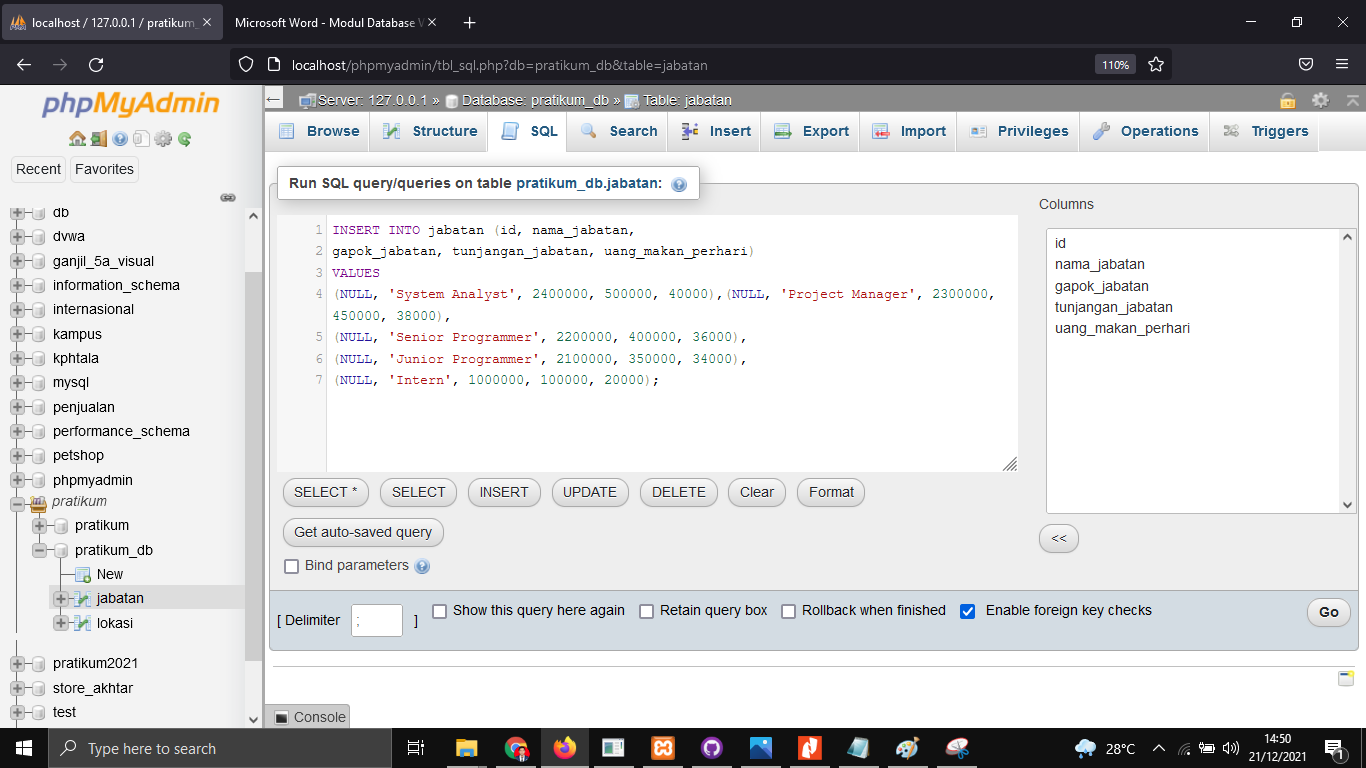 localhost / 127.0.0.1 / pratikum_
Microsoft Word - Modul Database V
localhost/phpmyadmin/tbl_sql.php?db=pratikum_db&table=jabatan
110%
phpMyAdmin
Recent
Favorites
db
dvwa
ganjil_5a_visual
information_schema
internasional
kampus
kphtala
mysql
penjualan
performance_schema
petshop
phpmyadmin
pratikum
pratikum
pratikum_db
New
jabatan
lokasi
pratikum2021
store_akhtar
test
Server: 127.0.0.1 » Database: pratikum_db » Table: jabatan
Browse
Structure
SQL
Search
Insert
Export
Import
Privileges
Operations
Triggers
Run SQL query/queries on table pratikum_db.jabatan:
1 INSERT INTO jabatan (id, nama_jabatan,
2 gapok_jabatan, tunjangan_jabatan, uang_makan_perhari)
3 VALUES
4 (NULL, 'System Analyst', 2400000, 500000, 40000),(NULL, 'Project Manager', 2300000,
450000, 38000),
5 (NULL, 'Senior Programmer', 2200000, 400000, 36000),
6 (NULL, 'Junior Programmer', 2100000, 350000, 34000),
7 (NULL, 'Intern', 1000000, 100000, 20000);
Columns
id
nama_jabatan
gapok_jabatan
tunjangan_jabatan
uang_makan_perhari
<<
SELECT *
SELECT
INSERT
UPDATE
DELETE
Clear
Format
Get auto-saved query
Bind parameters
[ Delimiter ; ]
Show this query here again
Retain query box
Rollback when finished
Enable foreign key checks
Go
Console
Type here to search
28°C
14:50
21/12/2021
1